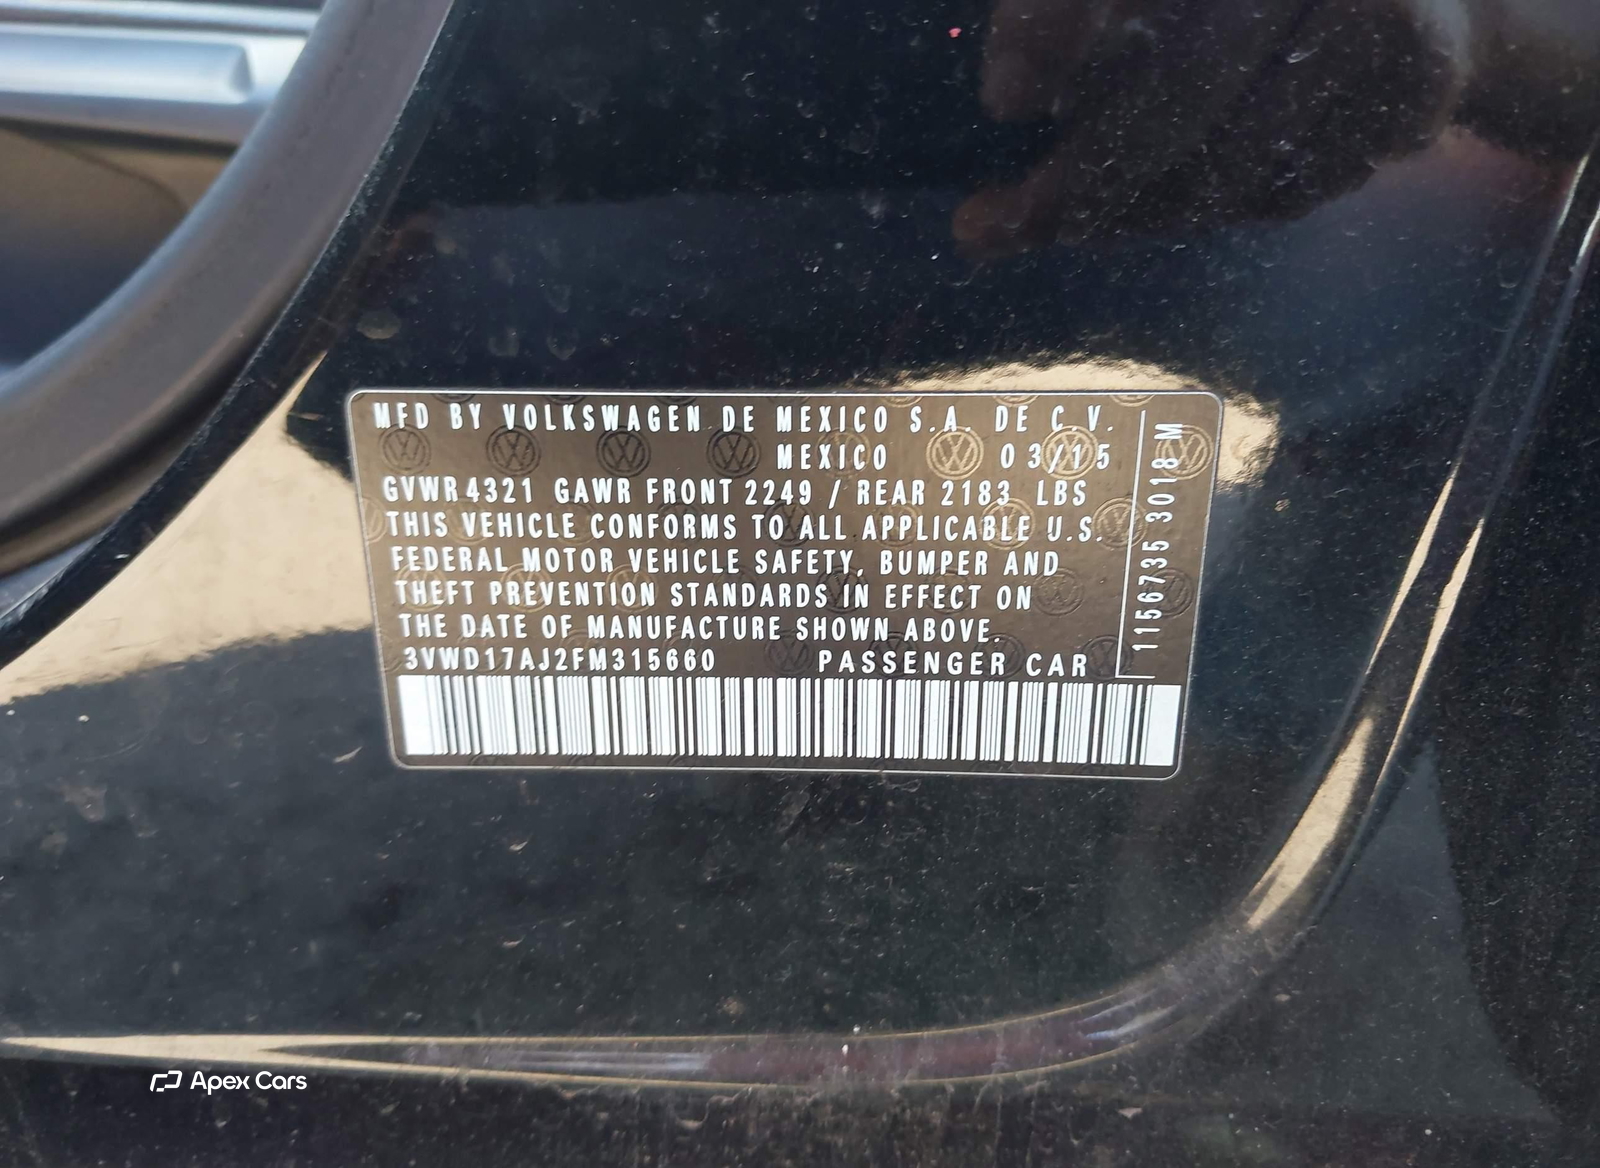 MFD BY VOLKSWAGEN DE MEXICO S.A. DE C.V.
MEXICO 03/15
GVWR 4321 GAWR FRONT 2249 / REAR 2183 LBS
THIS VEHICLE CONFORMS TO ALL APPLICABLE U.S.
FEDERAL MOTOR VEHICLE SAFETY, BUMPER AND
THEFT PREVENTION STANDARDS IN EFFECT ON
THE DATE OF MANUFACTURE SHOWN ABOVE.
3VWD17AJ2FM315660 PASSENGER CAR
1156735 3018 M
Apex Cars